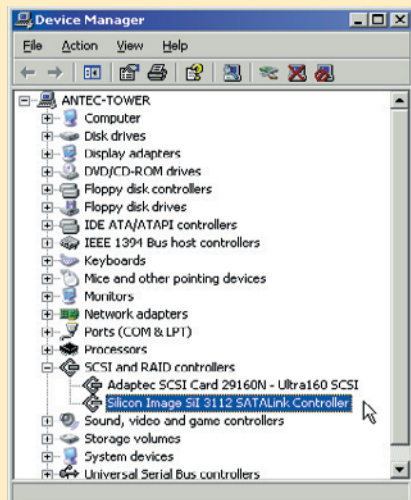 Device Manager
File Action View Help
ANTEC-TOWER
Computer
Disk drives
Display adapters
DVD/CD-ROM drives
Floppy disk controllers
Floppy disk drives
IDE ATA/ATAPI controllers
IEEE 1394 Bus host controllers
Keyboards
Mice and other pointing devices
Monitors
Network adapters
Ports (COM & LPT)
Processors
SCSI and RAID controllers
Adaptec SCSI Card 29160N - Ultra160 SCSI
Silicon Image SiI 3112 SATALink Controller
Sound, video and game controllers
Storage volumes
System devices
Universal Serial Bus controllers